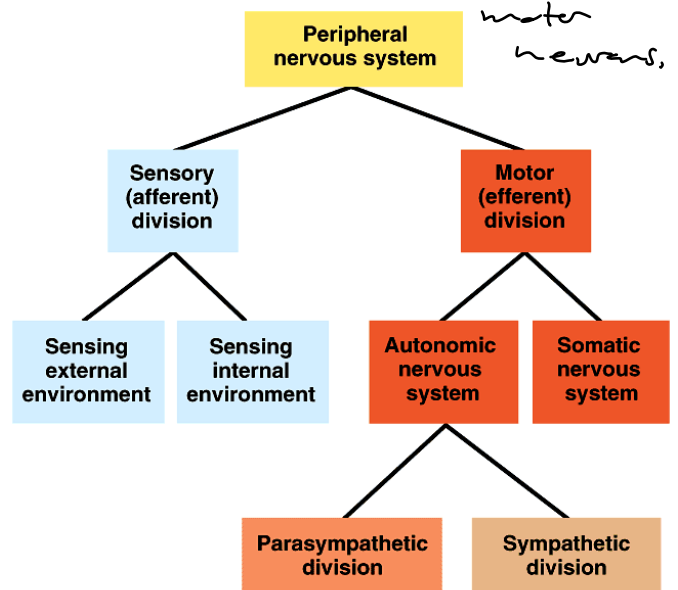 Peripheral
nervous system
motor
neurons,
Sensory
(afferent)
division
Motor
(efferent)
division
Sensing
external
environment
Sensing
internal
environment
Autonomic
nervous
system
Somatic
nervous
system
Parasympathetic
division
Sympathetic
division